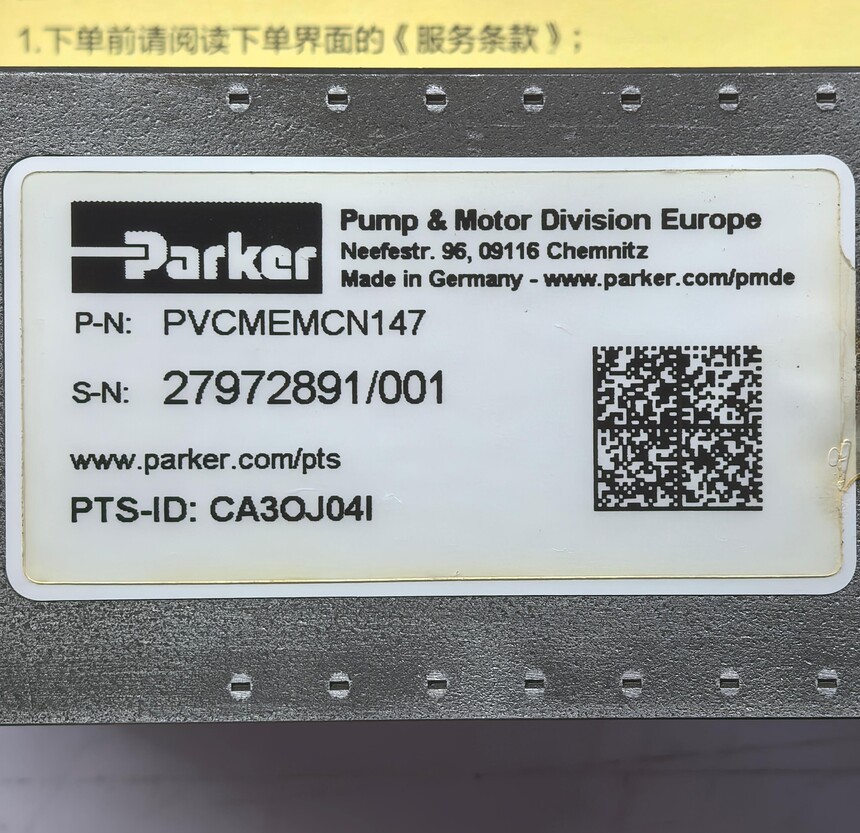 1.下单前请阅读下单界面的《服务条款》;
Parker
Pump & Motor Division Europe
Neefestr. 96, 09116 Chemnitz
Made in Germany - www.parker.com/pmde
P-N: PVCMEMCN147
S-N: 27972891/001
www.parker.com/pts
PTS-ID: CA3OJ04I